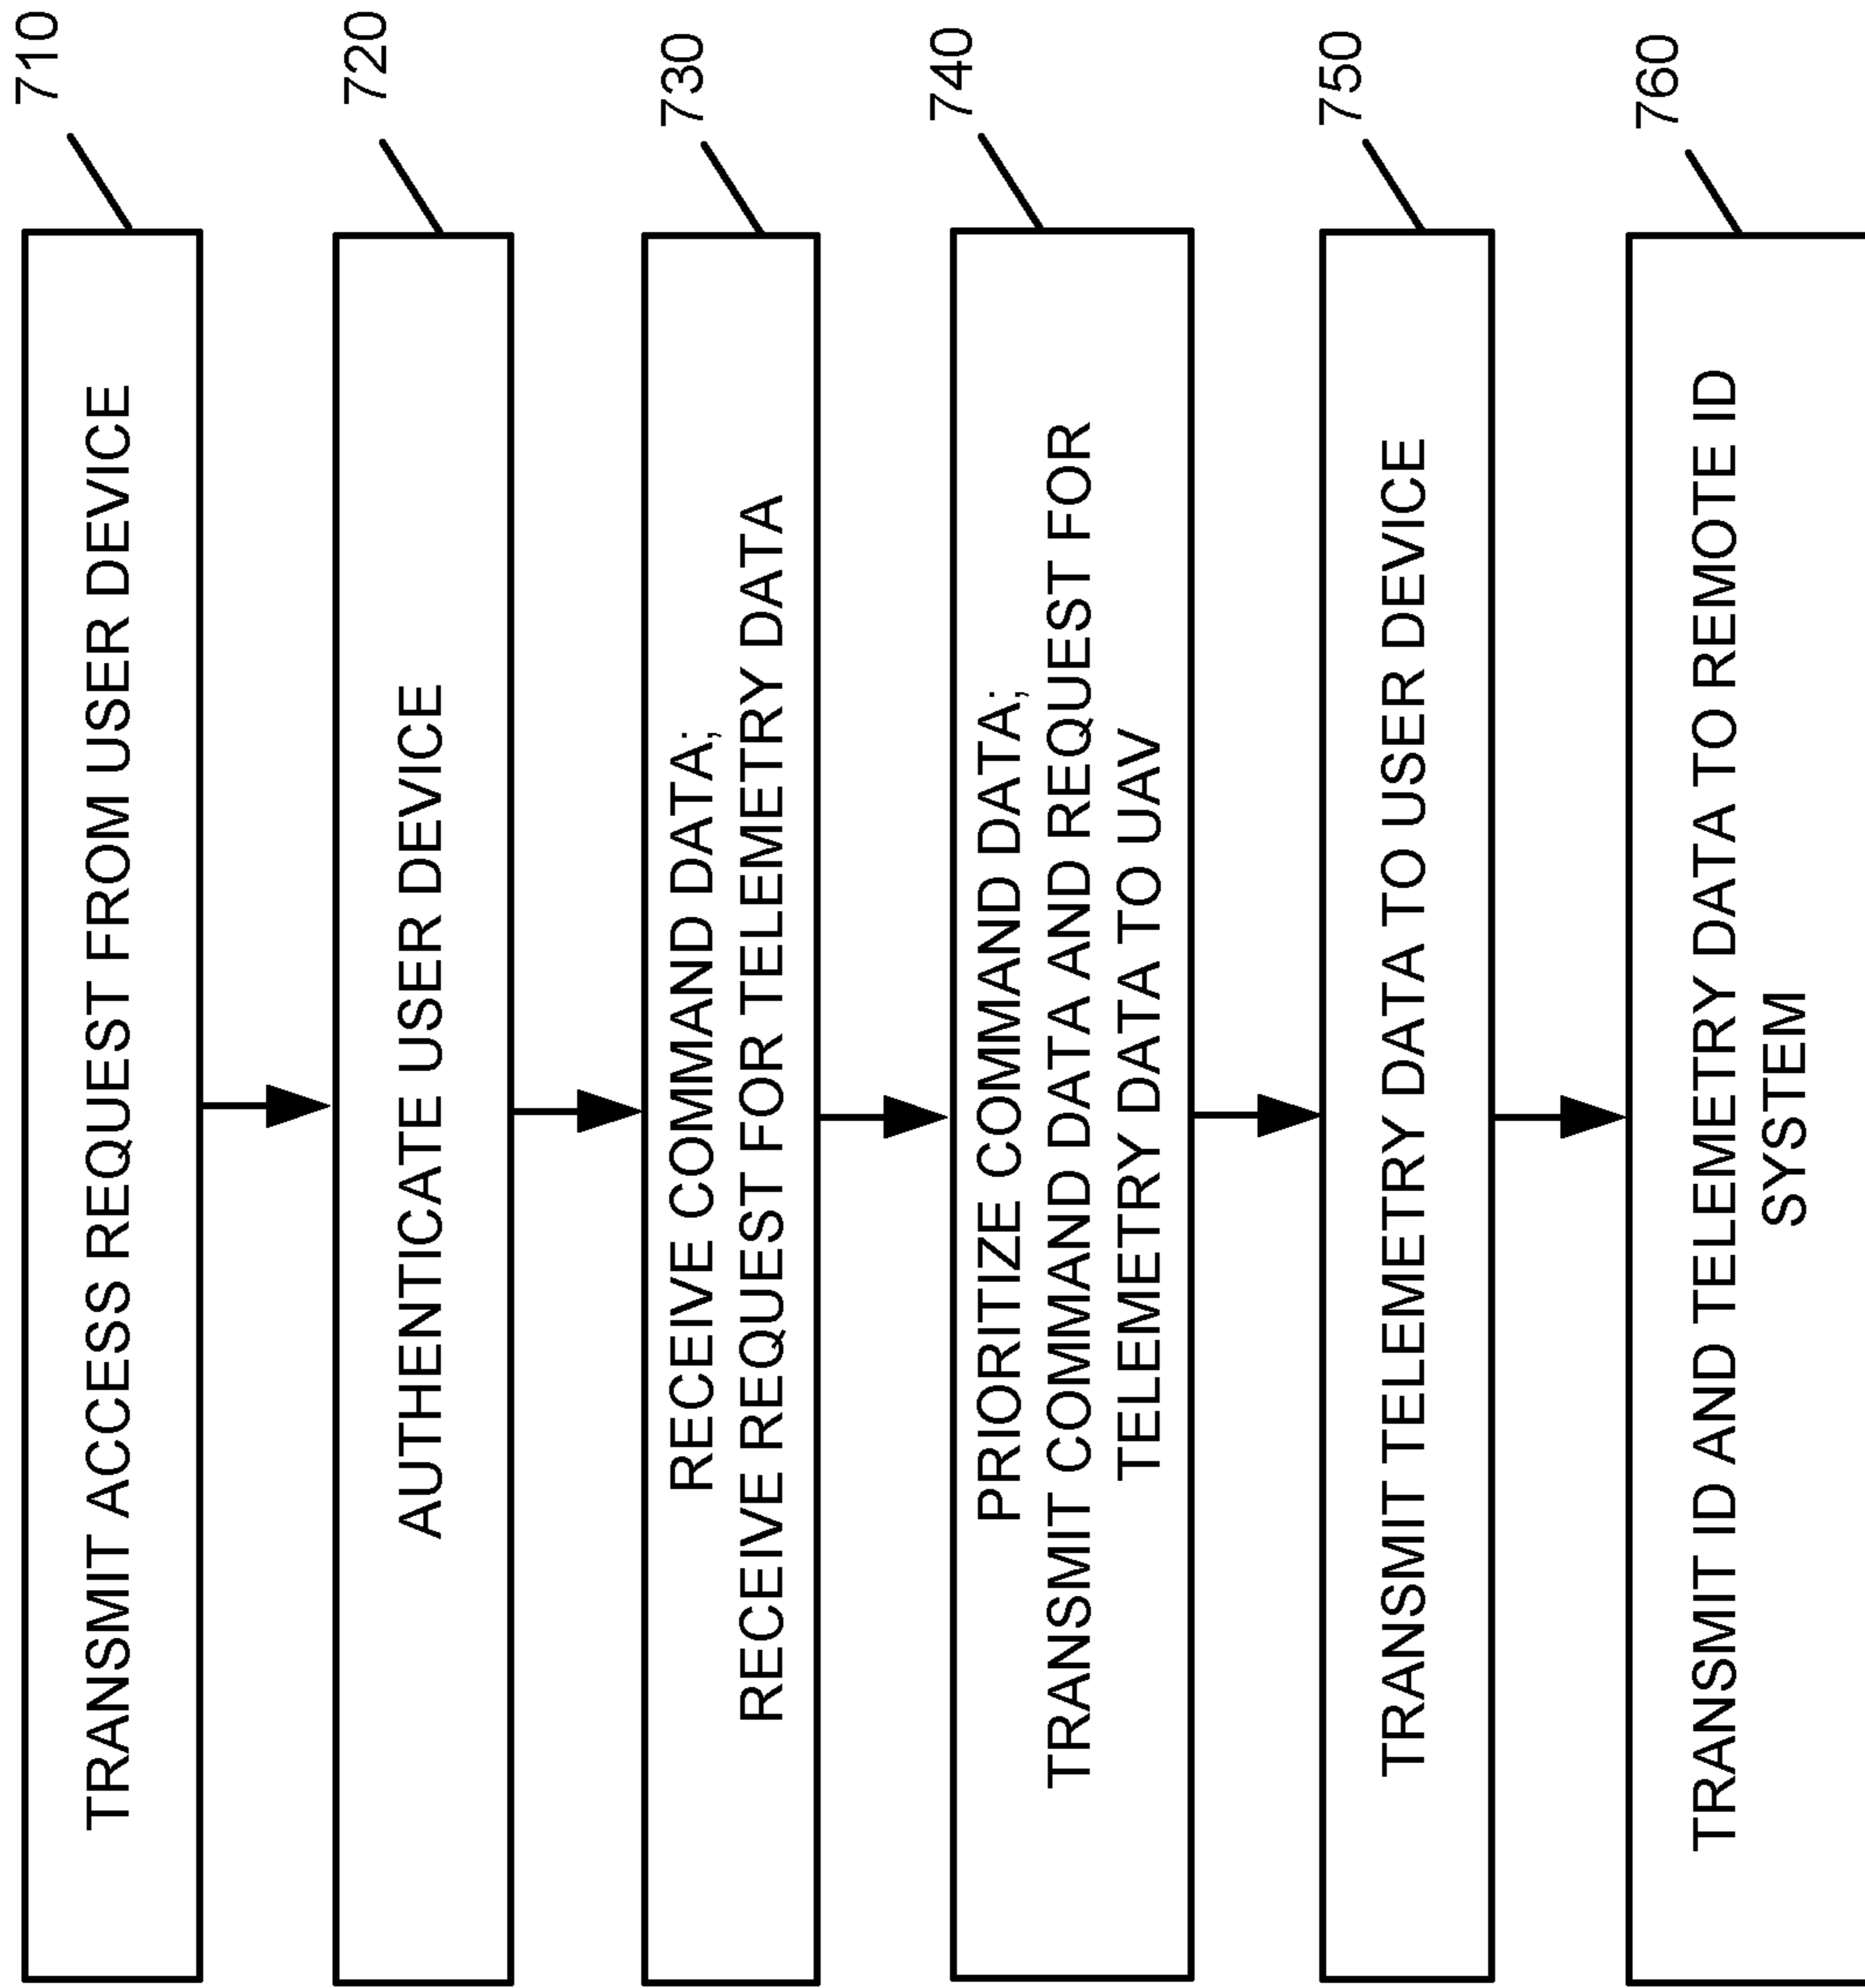 710
TRANSMIT ACCESS REQUEST FROM USER DEVICE
720
AUTHENTICATE USER DEVICE
730
RECEIVE COMMAND DATA;
RECEIVE REQUEST FOR TELEMETRY DATA
740
PRIORITIZE COMMAND DATA;
TRANSMIT COMMAND DATA AND REQUEST FOR
TELEMETRY DATA TO UAV
750
TRANSMIT TELEMETRY DATA TO USER DEVICE
760
TRANSMIT ID AND TELEMETRY DATA TO REMOTE ID
SYSTEM